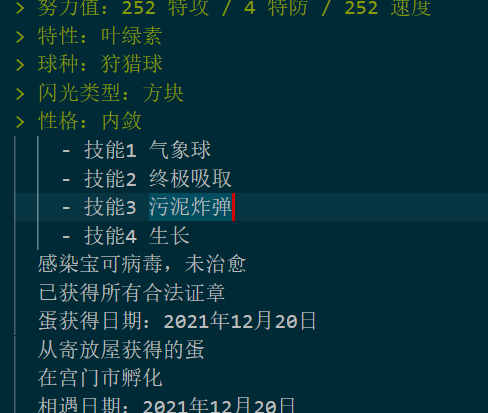 > 努力值: 252 特攻 / 4 特防 / 252 速度
> 特性: 叶绿素
> 球种: 狩猎球
> 闪光类型: 方块
> 性格: 内敛
- 技能1 气象球
- 技能2 终极吸取
- 技能3 污泥炸弹
- 技能4 生长
感染宝可病毒，未治愈
已获得所有合法证章
蛋获得日期: 2021年12月20日
从寄放屋获得的蛋
在宫门市孵化
相遇日期: 2021年12月20日